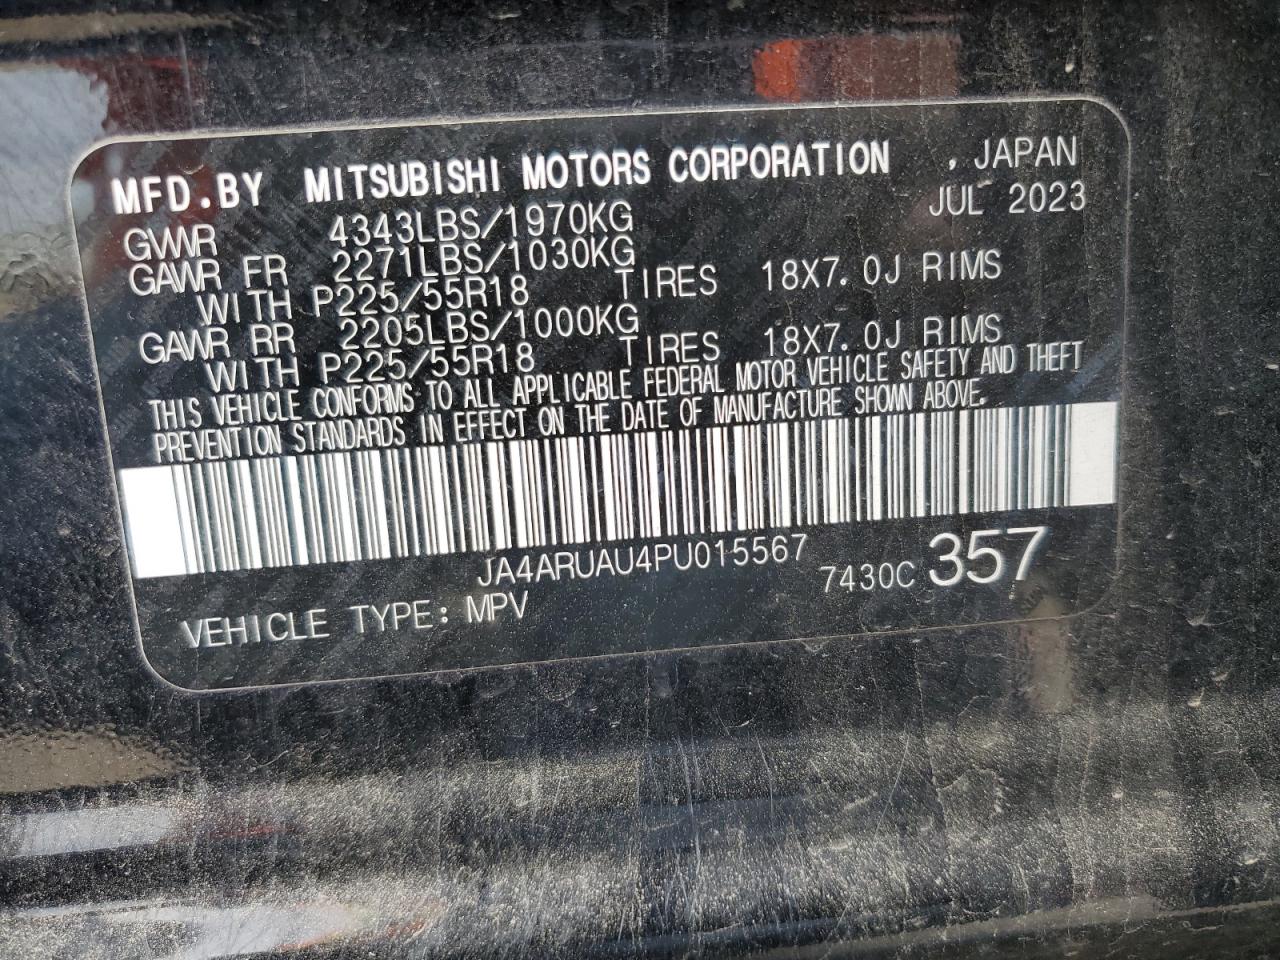 MFD.BY MITSUBISHI MOTORS CORPORATION , JAPAN
GVWR 4343LBS/1970KG JUL 2023
GAWR FR 2271LBS/1030KG
WITH P225/55R18 TIRES 18X7.0J RIMS
GAWR RR 2205LBS/1000KG
WITH P225/55R18 TIRES 18X7.0J RIMS
THIS VEHICLE CONFORMS TO ALL APPLICABLE FEDERAL MOTOR VEHICLE SAFETY AND THEFT
PREVENTION STANDARDS IN EFFECT ON THE DATE OF MANUFACTURE SHOWN ABOVE.
JA4ARUAU4PU015567
7430C 357
VEHICLE TYPE: MPV